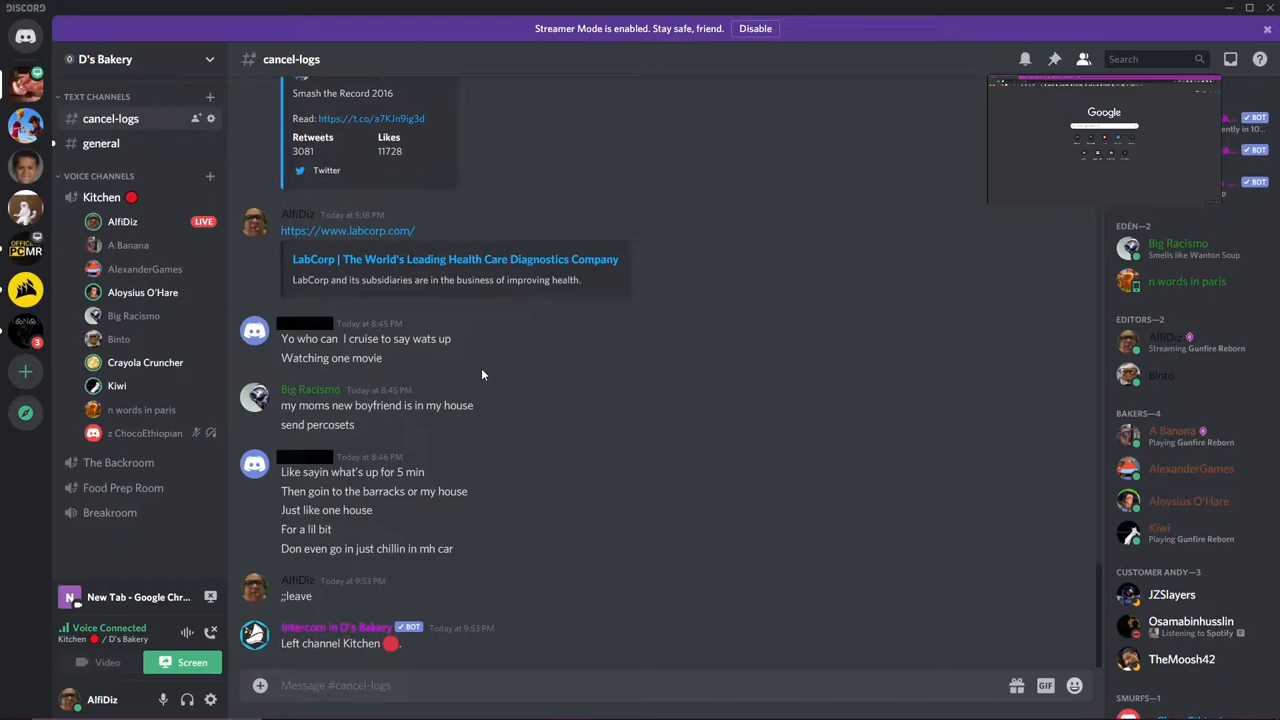 DISCORD
Streamer Mode is enabled. Stay safe, friend.
Disable
D's Bakery
cancel-logs
Search
TEXT CHANNELS
cancel-logs
general
VOICE CHANNELS
Kitchen
AlfiDiz
LIVE
A Banana
AlexanderGames
Aloysius O'Hare
Big Racismo
Binto
Crayola Cruncher
Kiwi
n words in paris
z ChocoEthiopian
The Backroom
Food Prep Room
Breakroom
OFFICIAL
PCMR
3
N
New Tab - Google Chr...
Voice Connected
Kitchen / D's Bakery
Video
Screen
AlfiDiz
Smash the Record 2016
Read: https://t.co/a7KJn9ig3d
Retweets Likes
3081 11728
Twitter
AlfiDiz Today at 5:18 PM
https://www.labcorp.com/
LabCorp | The World's Leading Health Care Diagnostics Company
LabCorp and its subsidiaries are in the business of improving health.
Today at 8:45 PM
Yo who can I cruise to say wats up
Watching one movie
Big Racismo Today at 8:45 PM
my moms new boyfriend is in my house
send percosets
Today at 8:46 PM
Like sayin what's up for 5 min
Then goin to the barracks or my house
Just like one house
For a lil bit
Don even go in just chillin in mh car
AlfiDiz Today at 9:53 PM
;;leave
Intercom in D's Bakery BOT Today at 9:53 PM
Left channel Kitchen .
Message #cancel-logs
GIF
Google
a... BOT
ently in 10...
a... BOT
BOT
EDÉN—2
Big Racismo
Smells like Wanton Soup
n words in paris
EDITORS—2
AlfiDiz
Streaming Gunfire Reborn
Binto
BAKERS—4
A Banana
Playing Gunfire Reborn
AlexanderGames
Aloysius O'Hare
Kiwi
Playing Gunfire Reborn
CUSTOMER ANDY—3
JZSlayers
Osamabinhusslin
Listening to Spotify
TheMoosh42
SMURFS—1